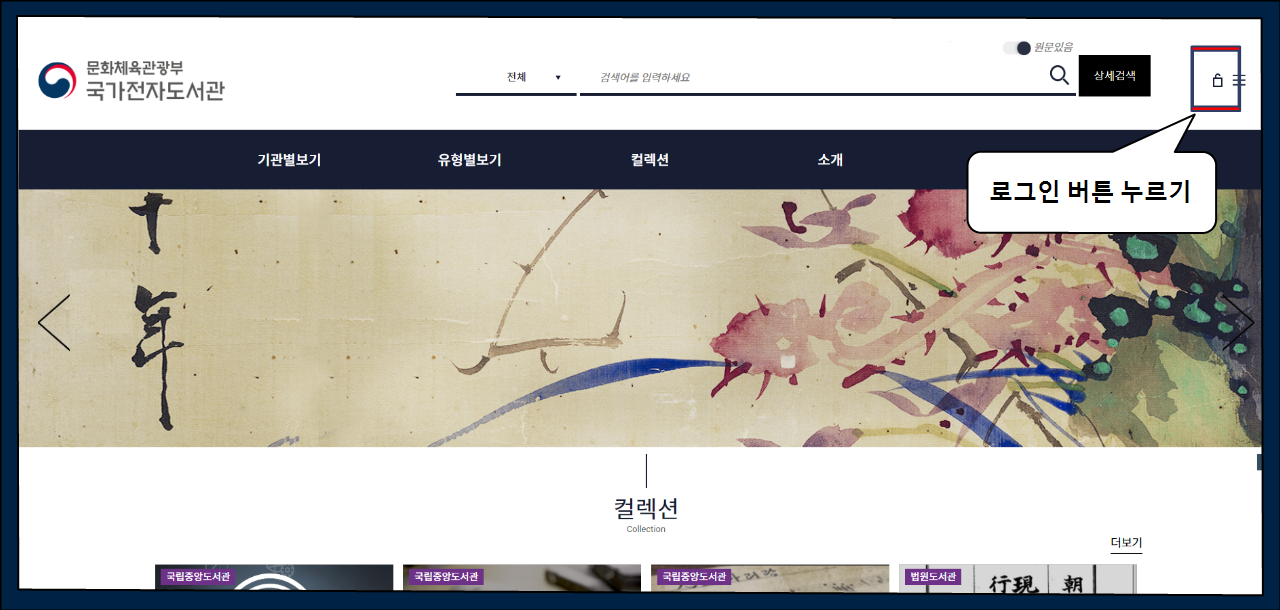 원문있음
문화체육관광부
국가전자도서관
전체 ▼ 검색어를 입력하세요 상세검색
기관별보기 유형별보기 컬렉션 소개
로그인 버튼 누르기
十
年
컬렉션
Collection
더보기
국립중앙도서관 국립중앙도서관 국립중앙도서관 법원도서관
行現 朝